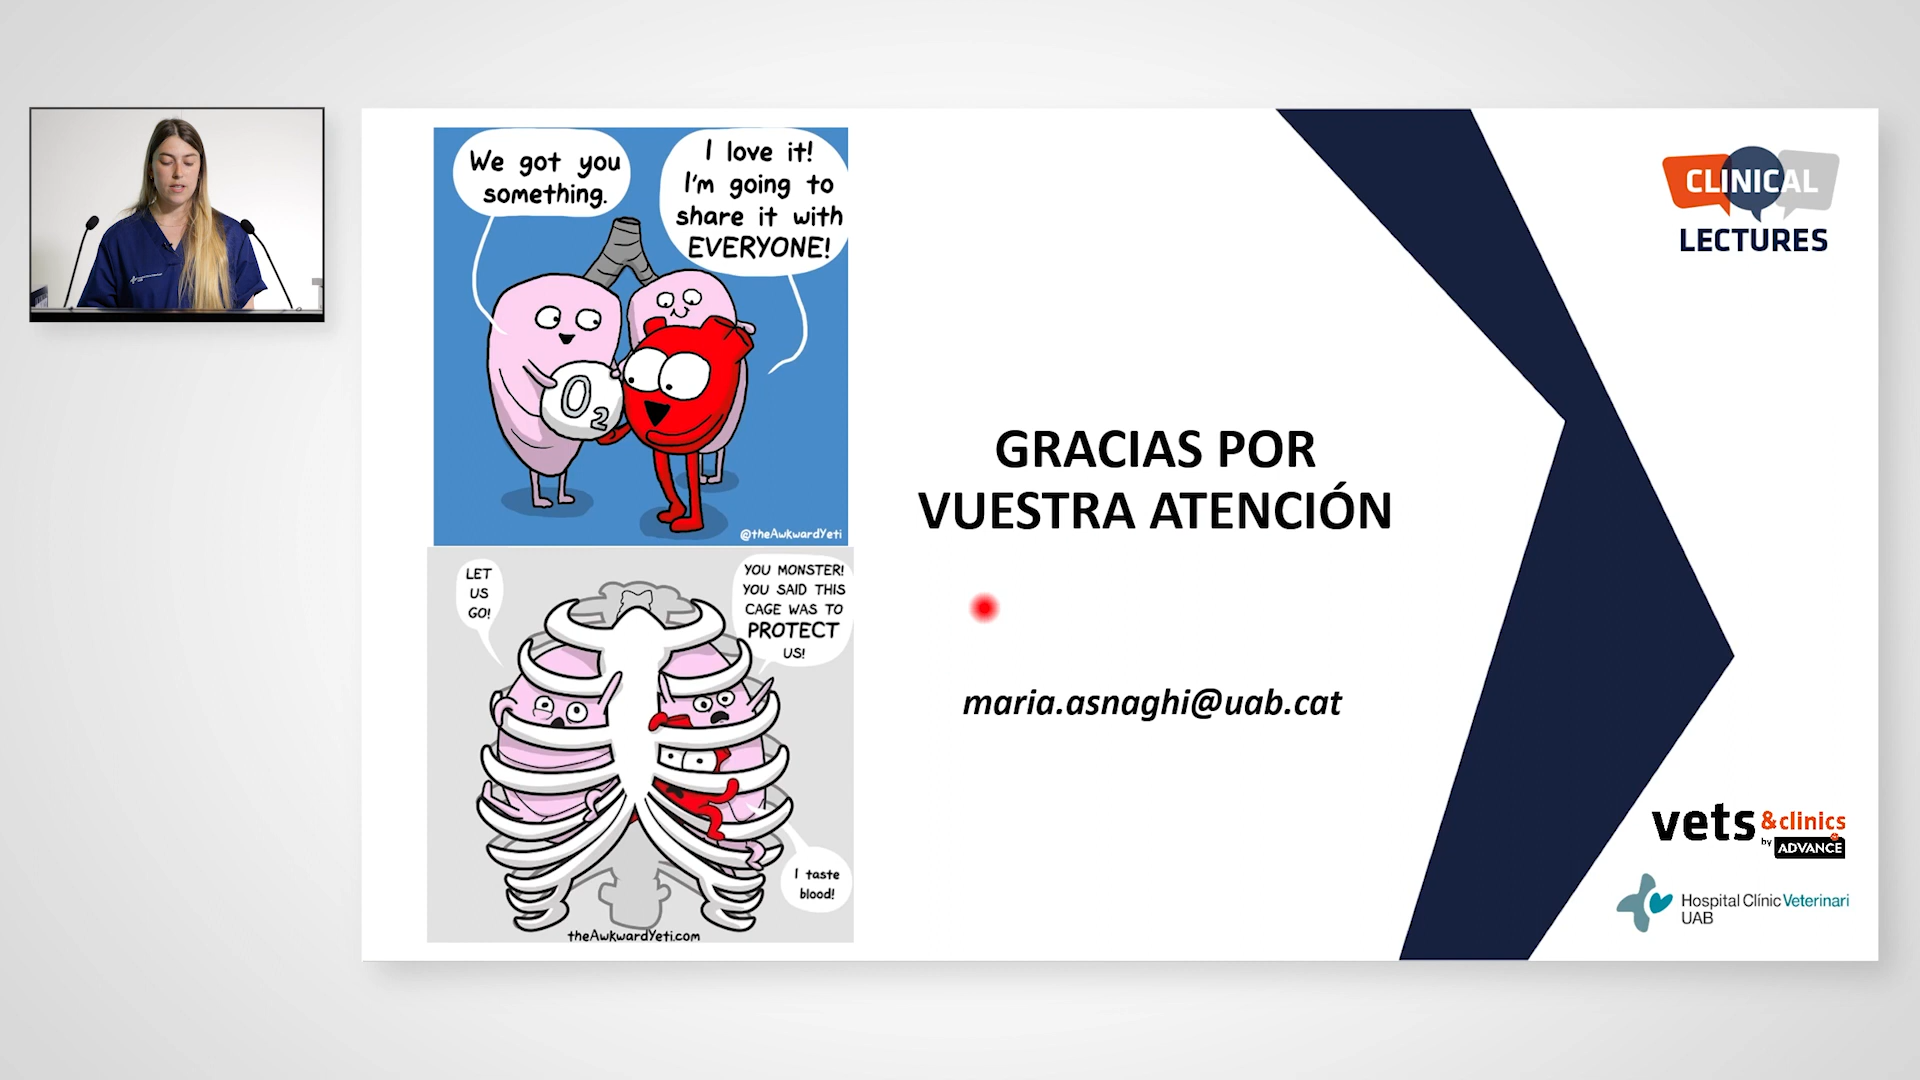 We got you
something.
I love it!
I'm going to
share it with
EVERYONE!
O2
@theAwkwardYeti
LET
US
GO!
YOU MONSTER!
YOU SAID THIS
CAGE WAS TO
PROTECT
US!
I taste
blood!
theAwkwardYeti.com
GRACIAS POR
VUESTRA ATENCIÓN
maria.asnaghi@uab.cat
CLINICAL
LECTURES
vets &clinics
by ADVANCE
Hospital Clínic Veterinari
UAB